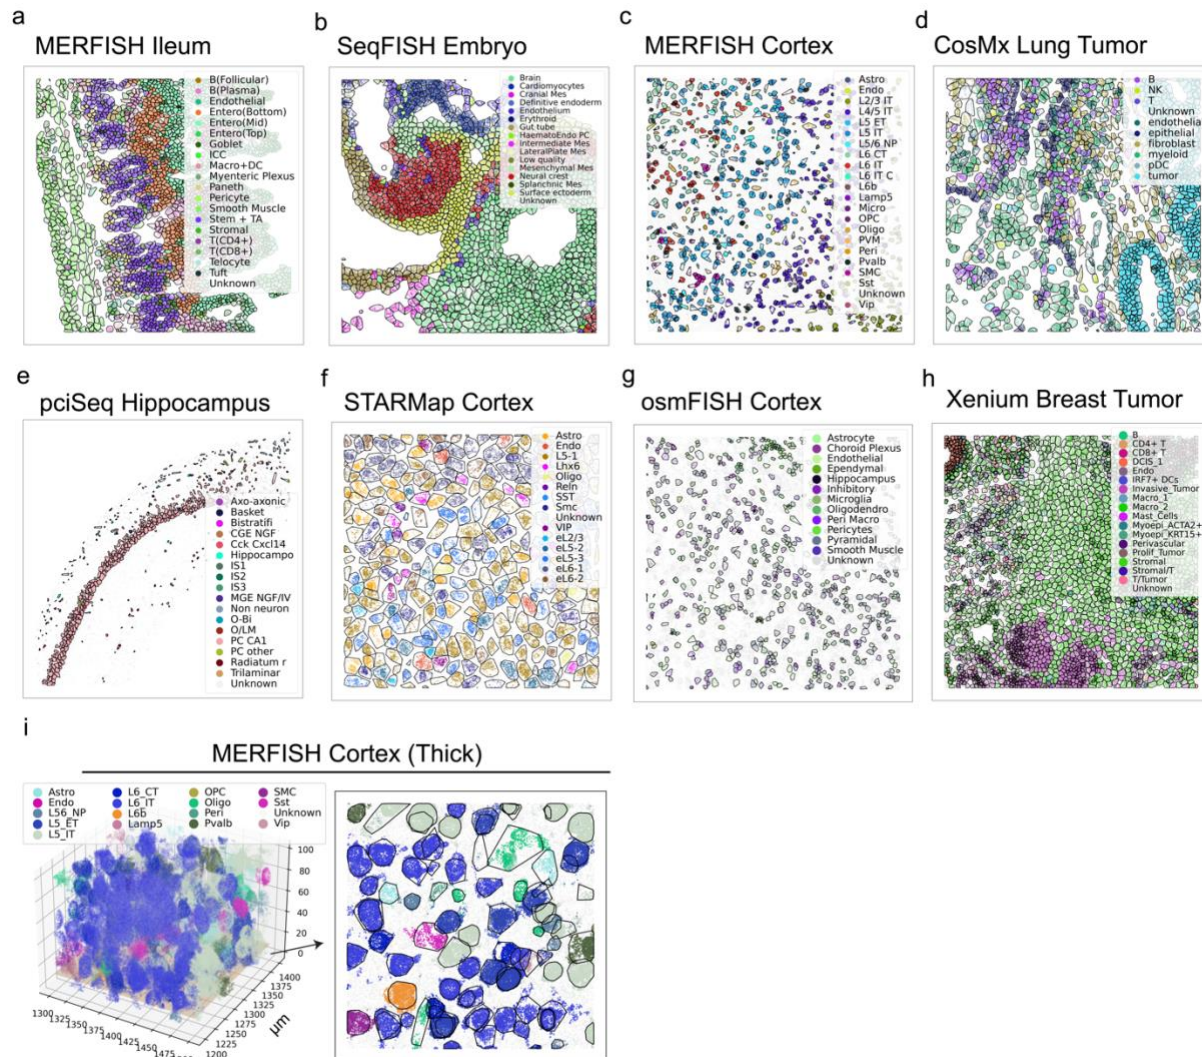 a
MERFISH Ileum
B(Follicular)
B(Plasma)
Endothelial
Entero(Bottom)
Entero(Mid)
Entero(Top)
Goblet
ICC
Macro+DC
Myenteric Plexus
Paneth
Pericyte
Smooth Muscle
Stem + TA
Stromal
T(CD4+)
T(CD8+)
Telocyte
Tuft
Unknown
b
SeqFISH Embryo
Brain
Cardiomyocytes
Cranial Mes
Definitive endoderm
Endothelium
Erythroid
Gut tube
HaematoEndo PC
Intermediate Mes
LateralPlate Mes
Low quality
Mesenchymal Mes
Neural crest
Splanchnic Mes
Surface ectoderm
Unknown
c
MERFISH Cortex
Astro
Endo
L2/3 IT
L4/5 IT
L5 ET
L5 IT
L5/6 NP
L6 CT
L6 IT
L6 IT C
L6b
Lamp5
Micro
OPC
Oligo
PVM
Peri
Pvalb
SMC
Sst
Unknown
Vip
d
CosMx Lung Tumor
B
NK
T
Unknown
endothelial
epithelial
fibroblast
myeloid
pDC
tumor
e
pciSeq Hippocampus
Axo-axonic
Basket
Bistratifi
CGE NGF
Cck Cxcl14
Hippocampo
IS1
IS2
IS3
MGE NGF/IV
Non neuron
O-Bi
O/LM
PC CA1
PC other
Radiatum r
Trilaminar
Unknown
f
STARMap Cortex
Astro
Endo
L5-1
Lhx6
Oligo
Reln
SST
Smc
Unknown
VIP
eL2/3
eL5-2
eL5-3
eL6-1
eL6-2
g
osmFISH Cortex
Astrocyte
Choroid Plexus
Endothelial
Ependymal
Hippocampus
Inhibitory
Microglia
Oligodendro
Peri Macro
Pericytes
Pyramidal
Smooth Muscle
Unknown
h
Xenium Breast Tumor
B
CD4+ T
CD8+ T
DCIS_1
Endo
IRF7+ DCs
Invasive_Tumor
Macro_1
Macro_2
Mast_Cells
Myoepi_ACTA2+
Myoepi_KRT15+
Perivascular
Prolif_Tumor
Stromal
Stromal/T
T/Tumor
Unknown
i
MERFISH Cortex (Thick)
Astro L6_CT OPC SMC
Endo L6_IT Oligo Sst
L56_NP L6b Peri Unknown
L5_ET Lamp5 Pvalb Vip
L5_IT
100
80
60
40
20
0
1400
1375
1350
1325
1300
1275
1250
1225
1200
μm
1300
1325
1350
1375
1400
1425
1450
1475